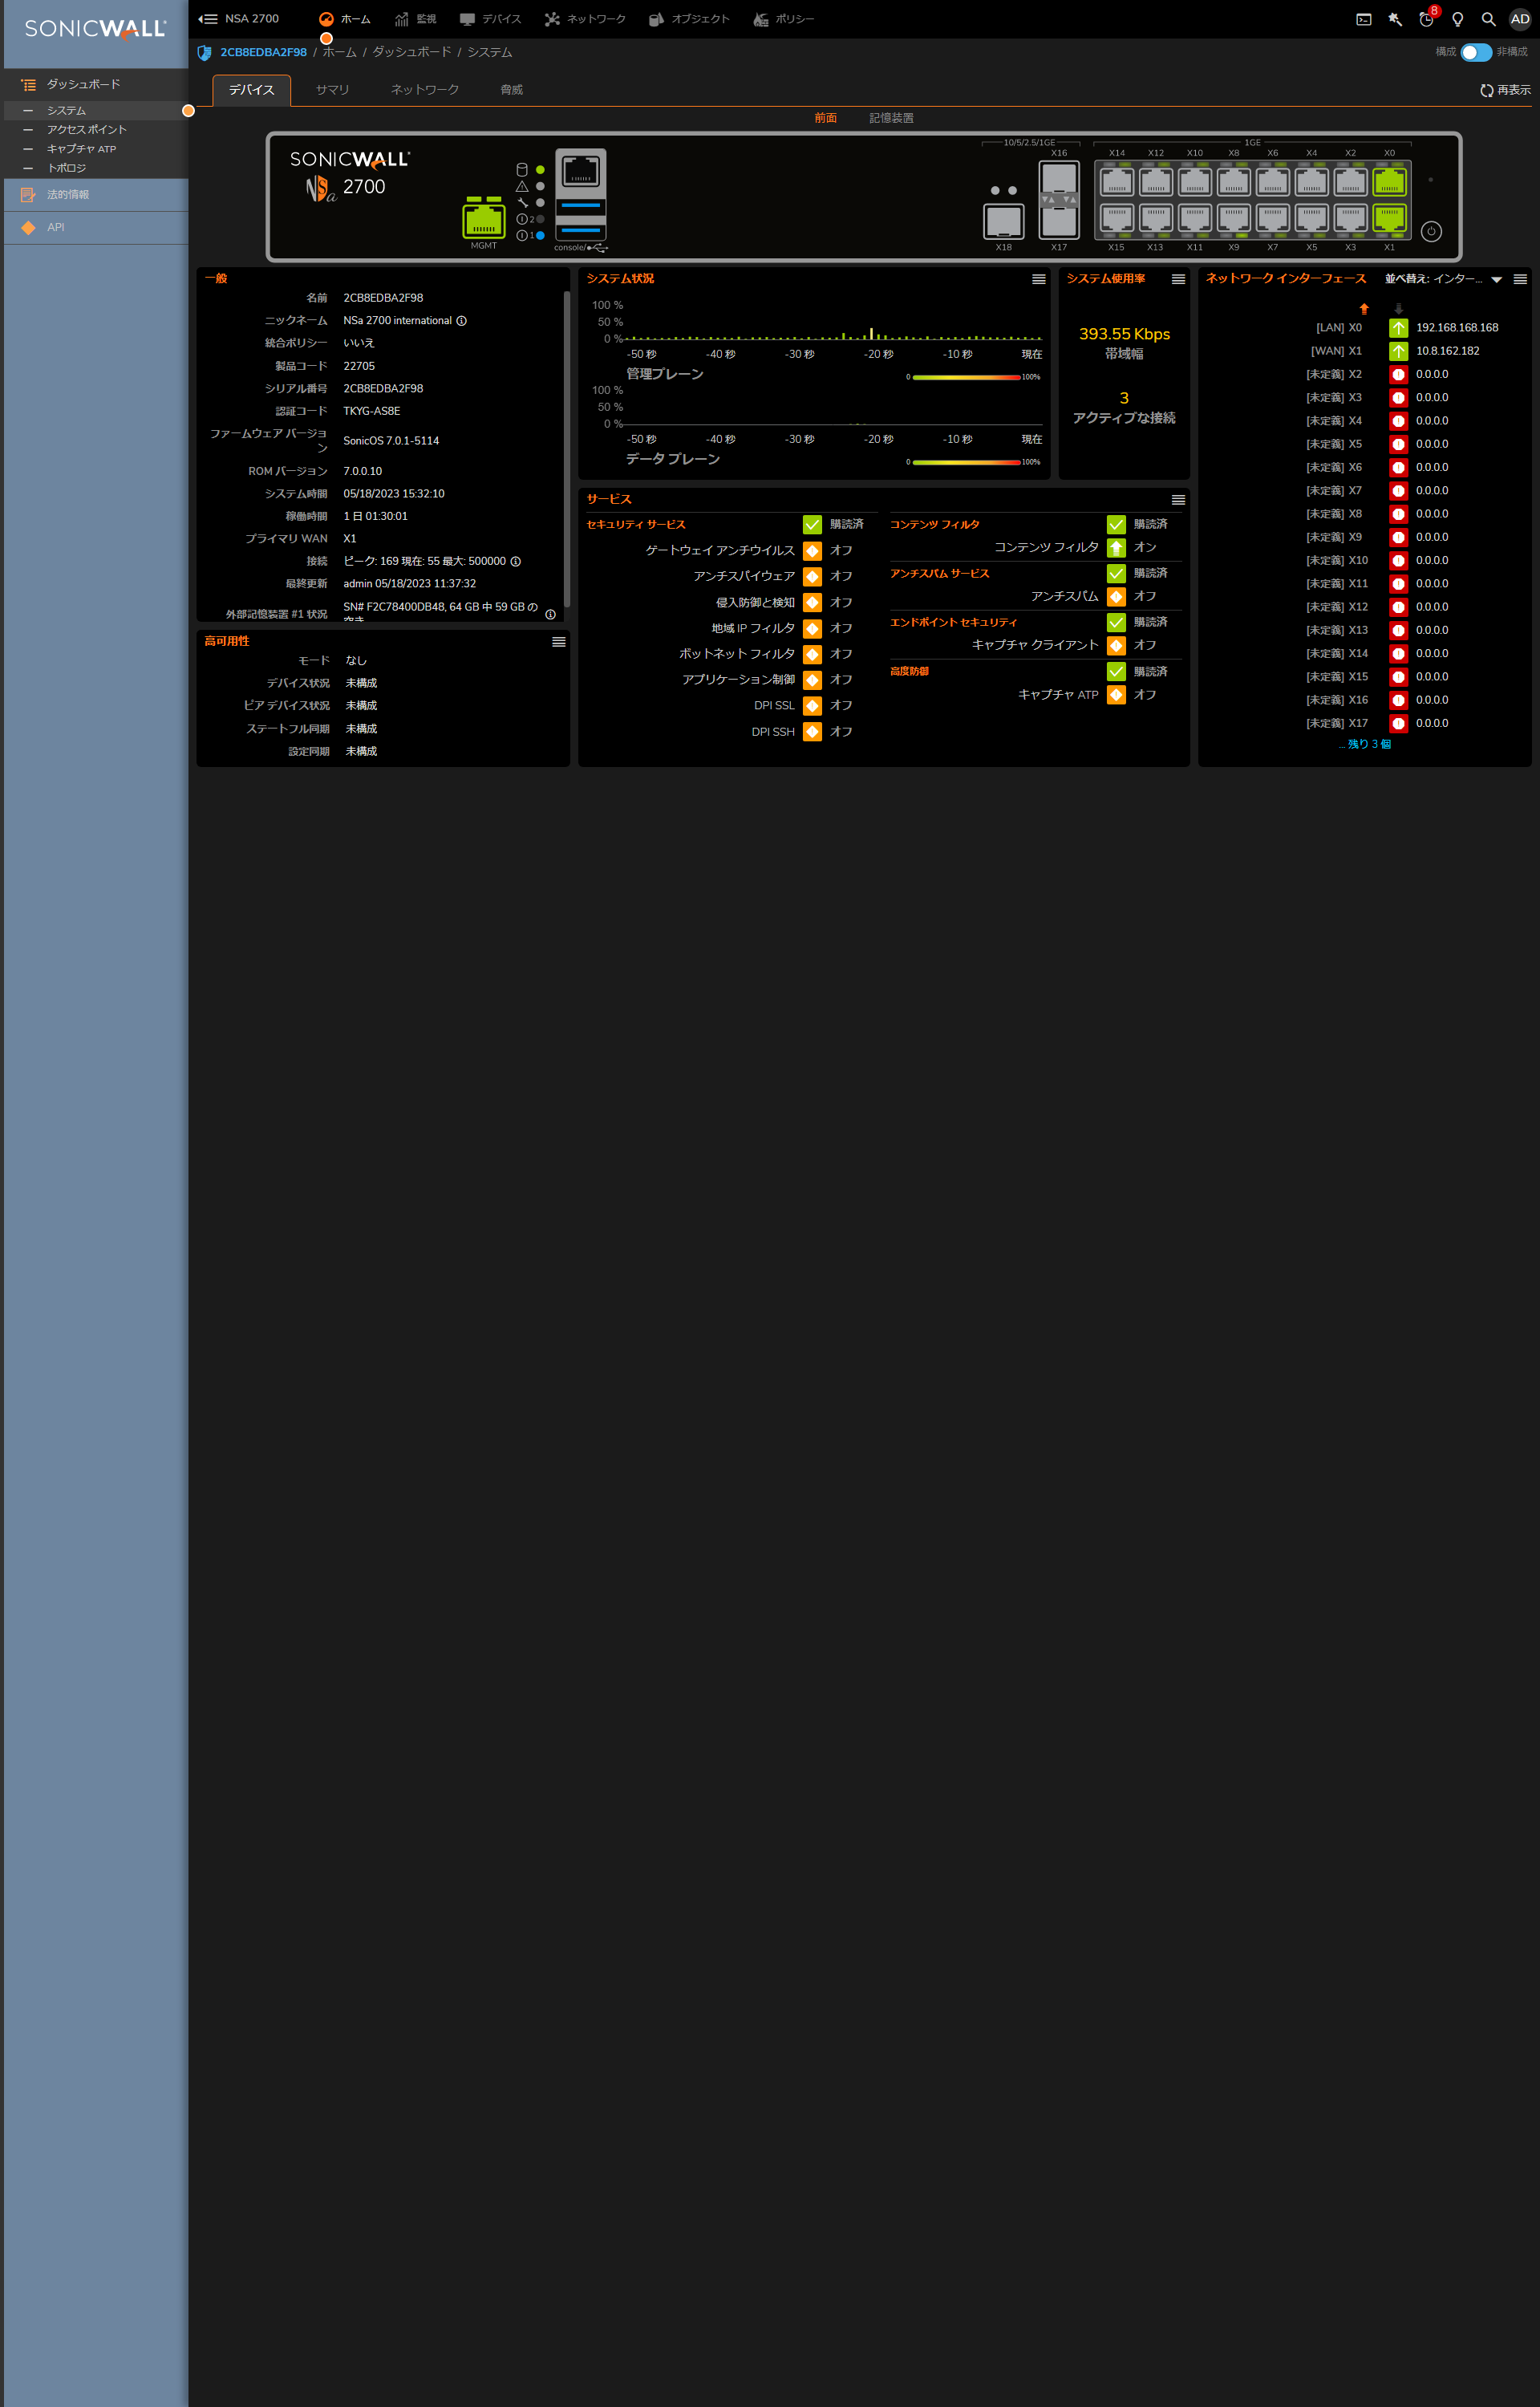 SONICWALL
NSA 2700
ホーム
監視
デバイス
ネットワーク
オブジェクト
ポリシー
8
AD
2CB8EDBA2F98 / ホーム / ダッシュボード / システム
構成
非構成
ダッシュボード
システム
アクセス ポイント
キャプチャ ATP
トポロジ
法的情報
API
デバイス
サマリ
ネットワーク
脅威
再表示
前面
記憶装置
SONICWALL
NSa 2700
MGMT
2
1
console/
10/5/2.5/1GE
1GE
X16
X14
X12
X10
X8
X6
X4
X2
X0
X18
X17
X15
X13
X11
X9
X7
X5
X3
X1
一般
名前 2CB8EDBA2F98
ニックネーム NSa 2700 international
統合ポリシー いいえ
製品コード 22705
シリアル番号 2CB8EDBA2F98
認証コード TKYG-AS8E
ファームウェア バージョ
ン
SonicOS 7.0.1-5114
ROM バージョン 7.0.0.10
システム時間 05/18/2023 15:32:10
稼働時間 1 日 01:30:01
プライマリ WAN X1
接続 ピーク: 169 現在: 55 最大: 500000
最終更新 admin 05/18/2023 11:37:32
外部記憶装置 #1 状況
SN# F2C78400DB48, 64 GB 中 59 GB の
空き
高可用性
モード なし
デバイス状況 未構成
ピア デバイス状況 未構成
ステートフル同期 未構成
設定同期 未構成
システム状況
100 %
50 %
0 %
-50 秒
-40 秒
-30 秒
-20 秒
-10 秒
現在
管理プレーン
0
100%
100 %
50 %
0 %
-50 秒
-40 秒
-30 秒
-20 秒
-10 秒
現在
データ プレーン
0
100%
システム使用率
393.55 Kbps
帯域幅
3
アクティブな接続
サービス
セキュリティ サービス 購読済
ゲートウェイ アンチウイルス オフ
アンチスパイウェア オフ
侵入防御と検知 オフ
地域 IP フィルタ オフ
ボットネット フィルタ オフ
アプリケーション制御 オフ
DPI SSL オフ
DPI SSH オフ
コンテンツ フィルタ 購読済
コンテンツ フィルタ オン
アンチスパム サービス 購読済
アンチスパム オフ
エンドポイント セキュリティ 購読済
キャプチャ クライアント オフ
高度防御 購読済
キャプチャ ATP オフ
ネットワーク インターフェース
並べ替え: インター...
[LAN] X0 192.168.168.168
[WAN] X1 10.8.162.182
[未定義] X2 0.0.0.0
[未定義] X3 0.0.0.0
[未定義] X4 0.0.0.0
[未定義] X5 0.0.0.0
[未定義] X6 0.0.0.0
[未定義] X7 0.0.0.0
[未定義] X8 0.0.0.0
[未定義] X9 0.0.0.0
[未定義] X10 0.0.0.0
[未定義] X11 0.0.0.0
[未定義] X12 0.0.0.0
[未定義] X13 0.0.0.0
[未定義] X14 0.0.0.0
[未定義] X15 0.0.0.0
[未定義] X16 0.0.0.0
[未定義] X17 0.0.0.0
... 残り 3 個